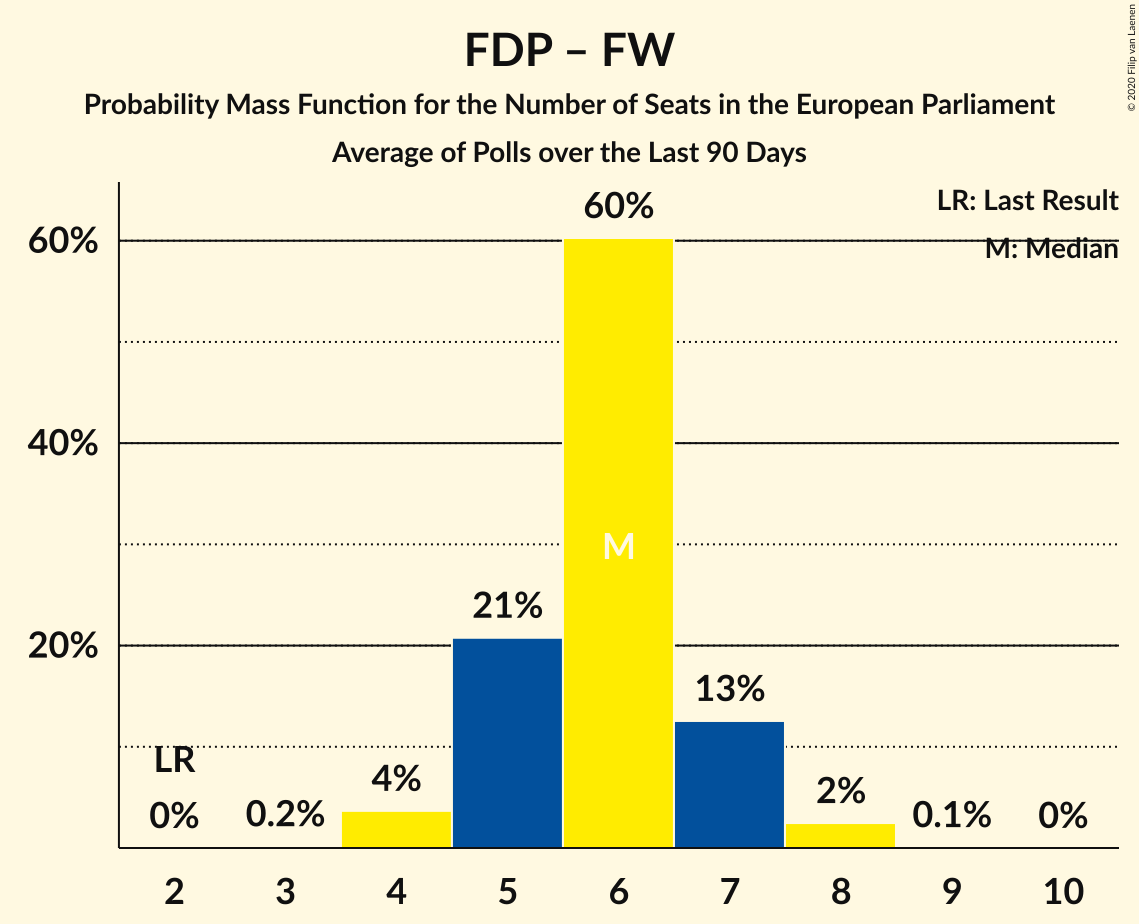 © 2020 Filip van Laenen
FDP – FW
Probability Mass Function for the Number of Seats in the European Parliament
Average of Polls over the Last 90 Days
LR: Last Result
M: Median
60%
40%
20%
LR
0%
0.2%
4%
21%
60%
M
13%
2%
0.1%
0%
2 3 4 5 6 7 8 9 10